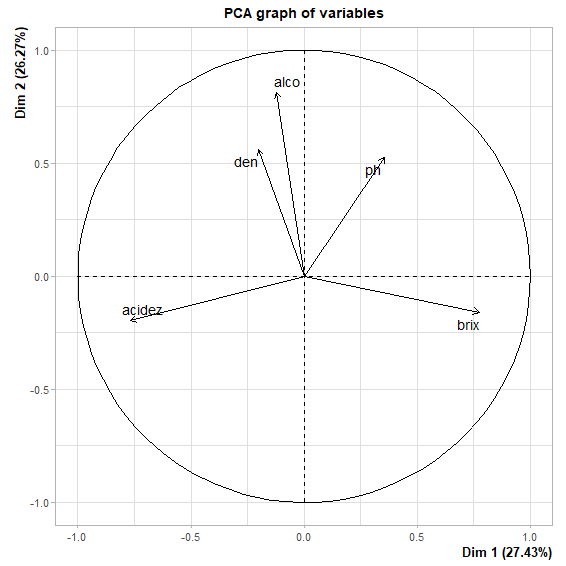 PCA graph of variables
Dim 2 (26.27%)
1.0
0.5
0.0
-0.5
-1.0
alco
den
ph
acidez
brix
-1.0 -0.5 0.0 0.5 1.0
Dim 1 (27.43%)